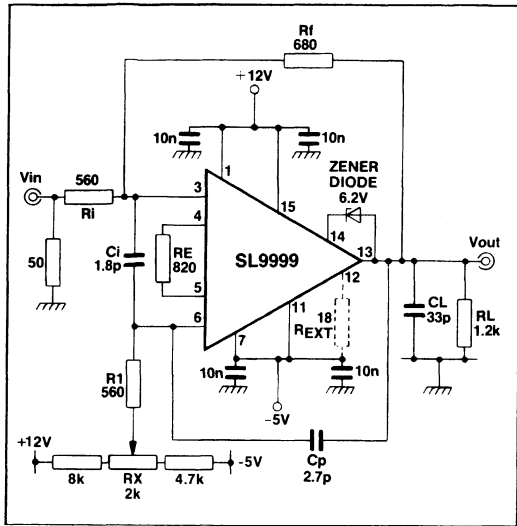 Rf
680
+12V
10n
10n
ZENER
DIODE
6.2V
Vin
560
Ri
1
3
15
14
4
13
Vout
50
Ci
1.8p
RE
820
SL9999
12
5
18
REXT
CL
33p
RL
1.2k
6
11
7
R1
560
10n
10n
-5V
+12V
-5V
8k
RX
2k
4.7k
Cp
2.7p